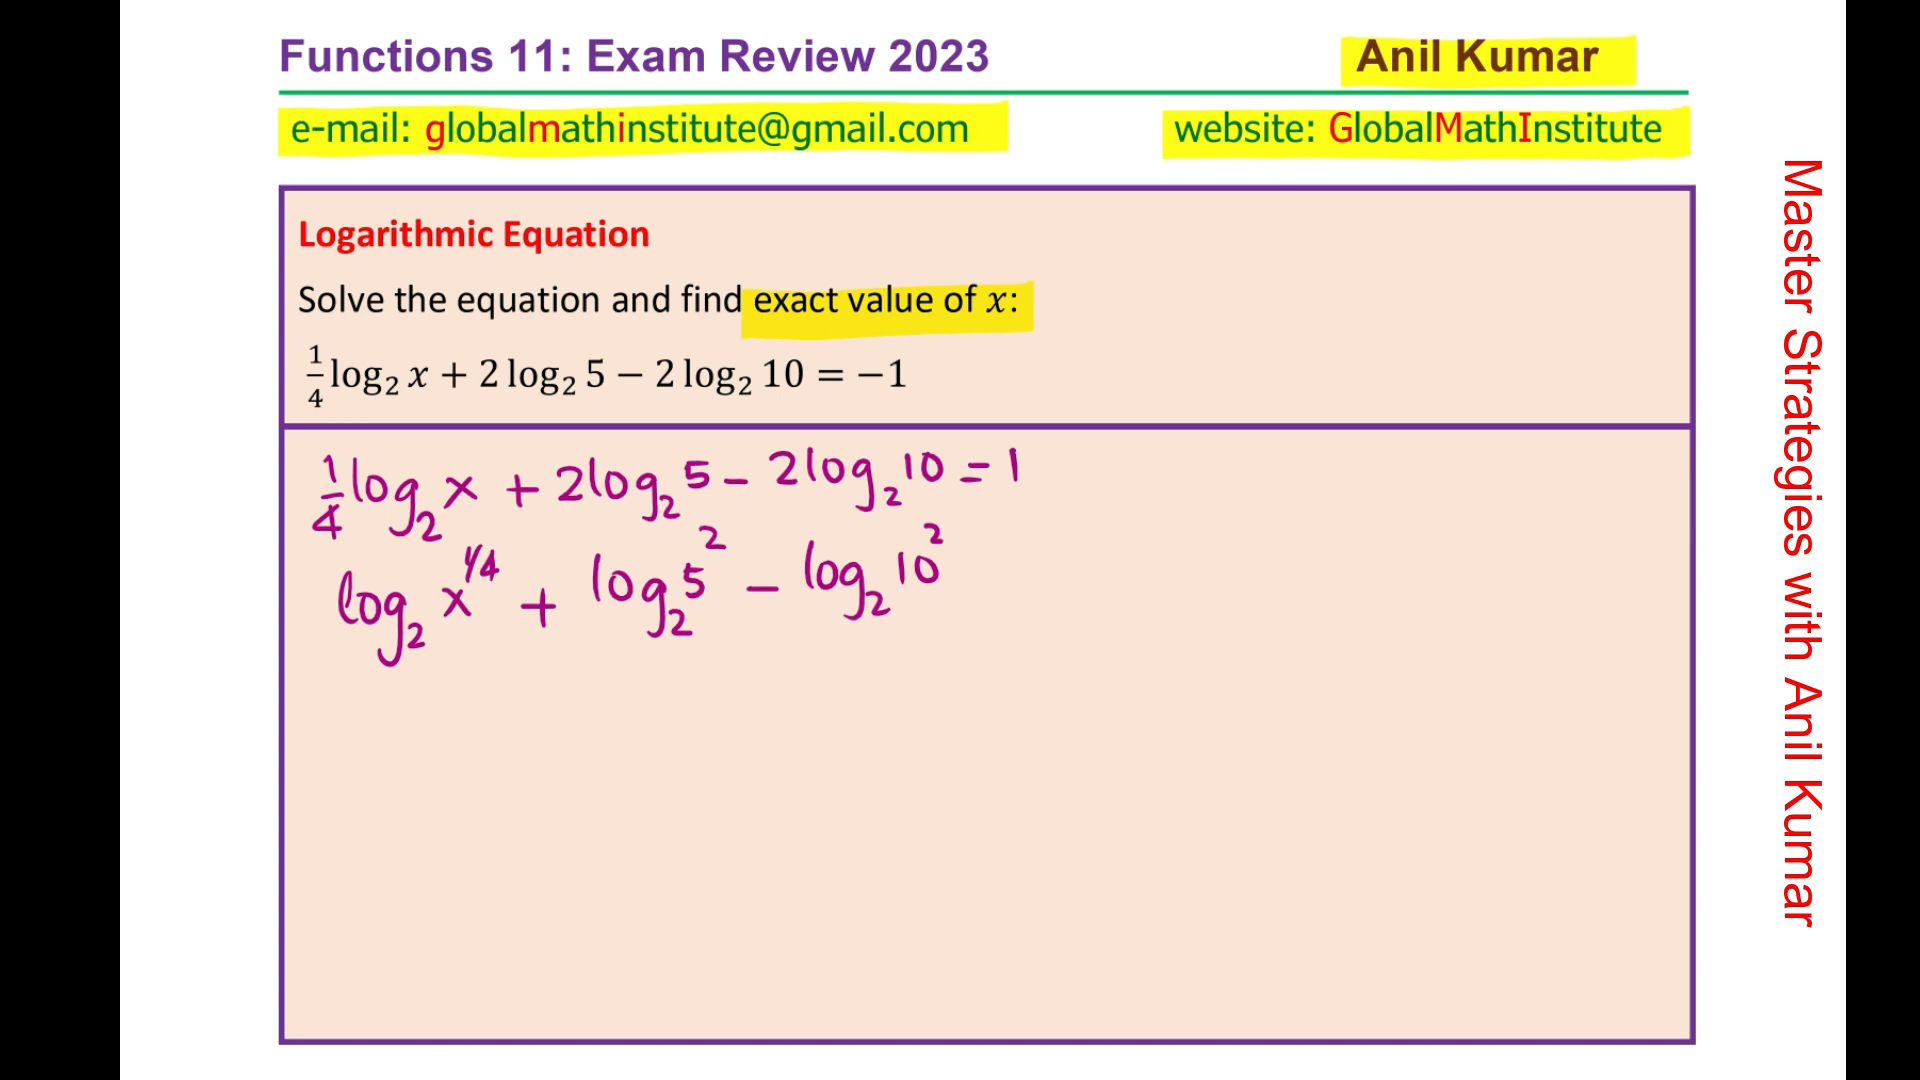 Functions 11: Exam Review 2023
Anil Kumar
e-mail: globalmathinstitute@gmail.com
website: GlobalMathInstitute
Logarithmic Equation
Solve the equation and find exact value of x:
¼ log₂ x + 2 log₂ 5 − 2 log₂ 10 = −1
¼ log₂ x + 2log₂ 5 − 2log₂ 10 = 1
log₂ x^1/4 + log₂ 5² − log₂ 10²
Master Strategies with Anil Kumar